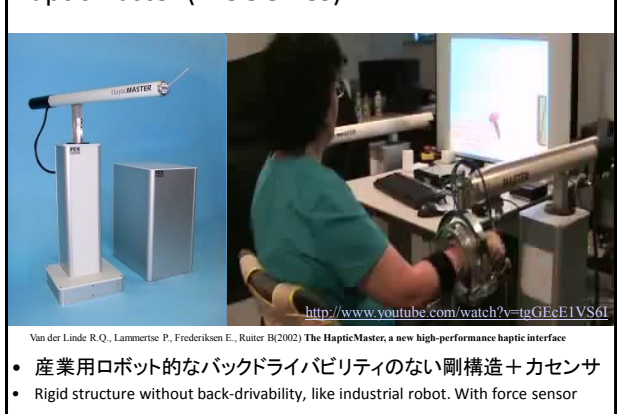 HapticMASTER
FCS
FCS
MASTER
MASTER
http://www.youtube.com/watch?v=tgGEcE1VS6I
Van der Linde R.Q., Lammertse P., Frederiksen E., Ruiter B(2002) The HapticMaster, a new high-performance haptic interface
• 産業用ロボット的なバックドライバビリティのない剛構造＋力センサ
• Rigid structure without back-drivability, like industrial robot. With force sensor